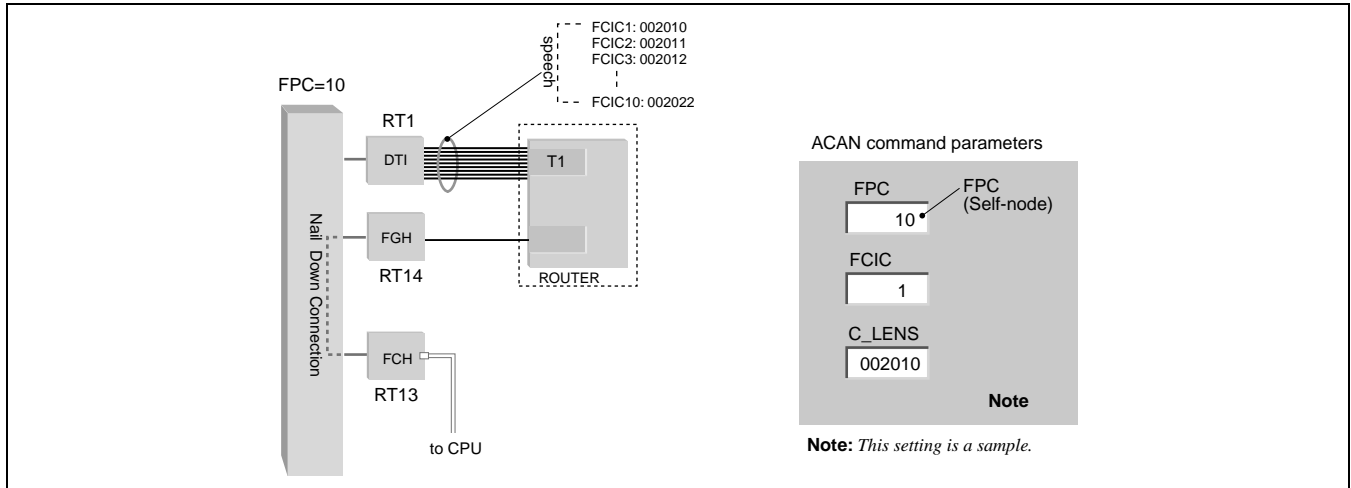 FCIC1: 002010
FCIC2: 002011
FCIC3: 002012
FCIC10: 002022
speech
FPC=10
RT1
DTI
T1
Nail Down Connection
FGH
RT14
ROUTER
FCH
RT13
to CPU
ACAN command parameters
FPC
10
FPC
(Self-node)
FCIC
1
C_LENS
002010
Note
Note: This setting is a sample.